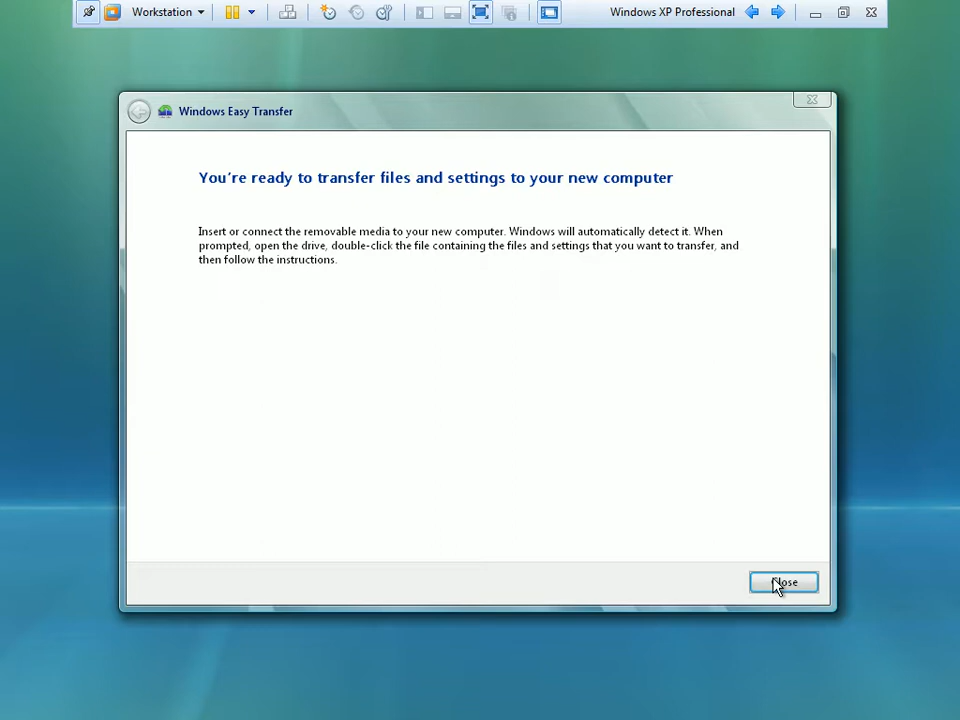 Workstation
Windows XP Professional
Windows Easy Transfer
You're ready to transfer files and settings to your new computer
Insert or connect the removable media to your new computer. Windows will automatically detect it. When
prompted, open the drive, double-click the file containing the files and settings that you want to transfer, and
then follow the instructions.
Close